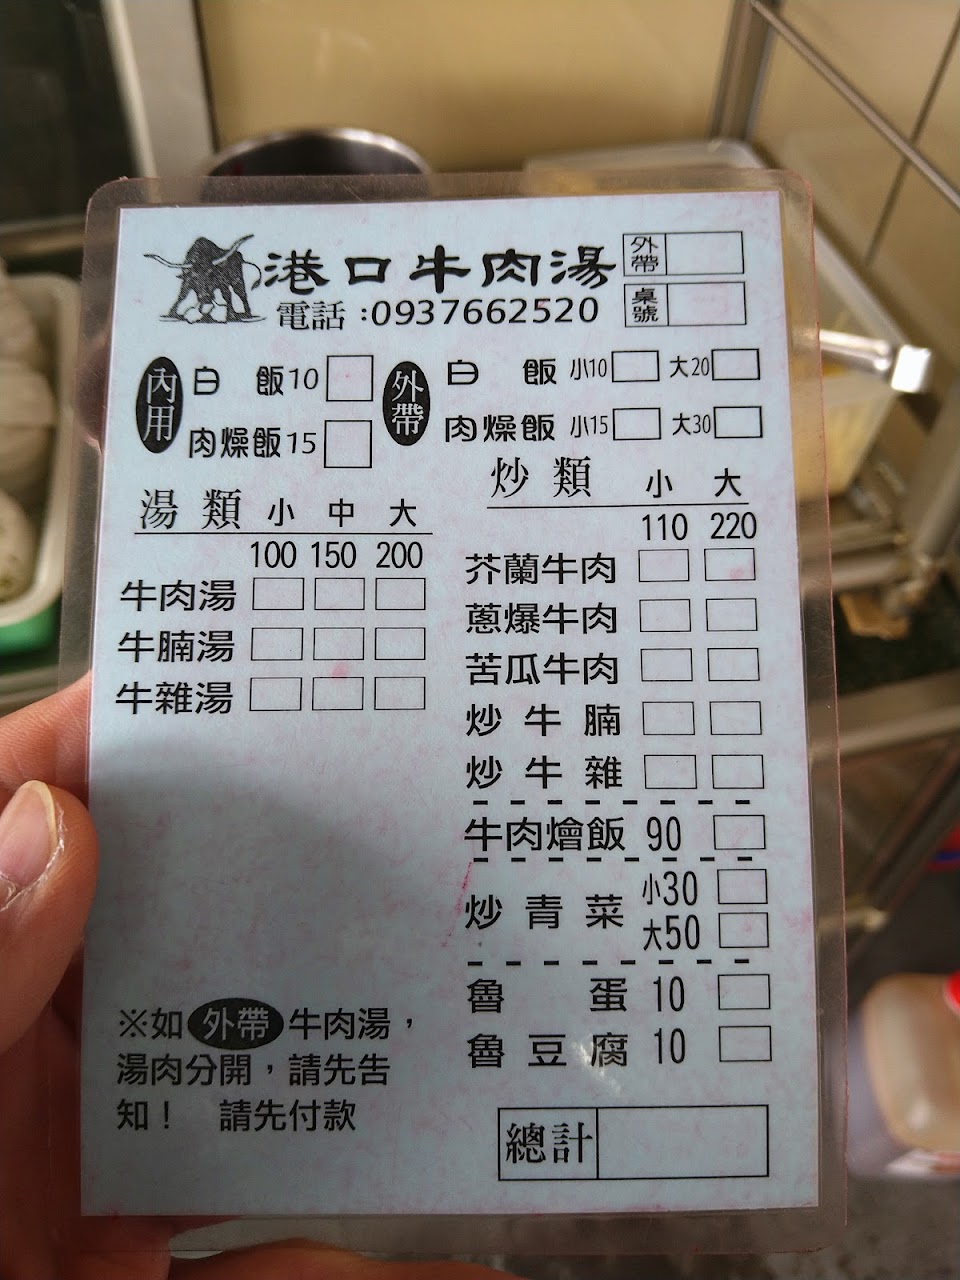 港口牛肉湯
電話:0937662520
外帶
桌號
內用
白 飯10
肉燥飯15
外帶
白 飯 小10 大20
肉燥飯 小15 大30
湯類 小 中 大
100 150 200
牛肉湯
牛腩湯
牛雜湯
炒類 小 大
110 220
芥蘭牛肉
蔥爆牛肉
苦瓜牛肉
炒牛腩
炒牛雜
牛肉燴飯 90
炒青菜 小30
大50
魯 蛋 10
魯豆腐 10
※如外帶牛肉湯，
湯肉分開，請先告
知！ 請先付款
總計